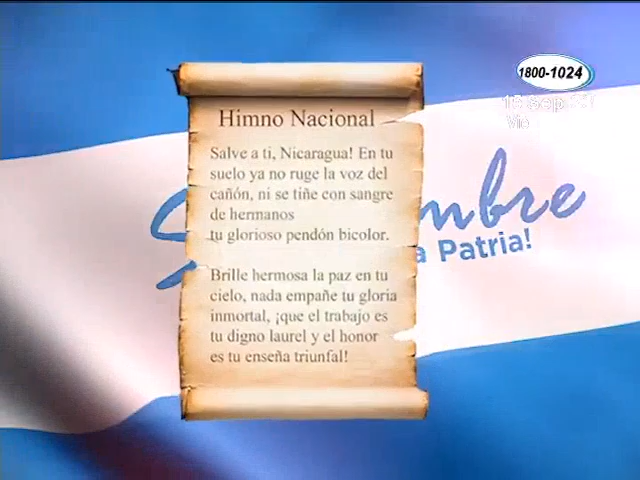 1800-1024
Himno Nacional
Salve a ti, Nicaragua! En tu
suelo ya no ruge la voz del
cañón, ni se tiñe con sangre
de hermanos
tu glorioso pendón bicolor.
Brille hermosa la paz en tu
cielo, nada empañe tu gloria
inmortal, ¡que el trabajo es
tu digno laurel y el honor
es tu enseña triunfal!
Patria!